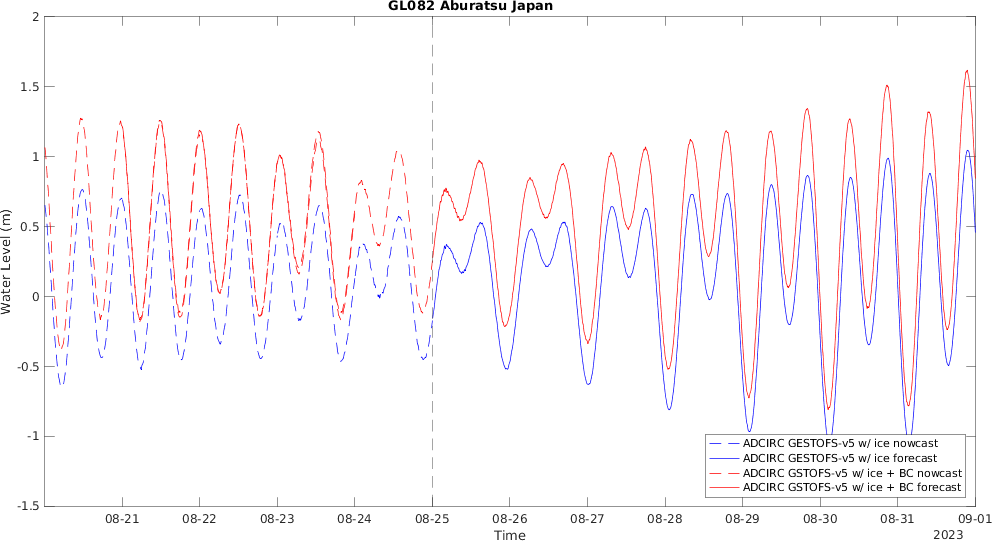 GL082 Aburatsu Japan
2
1.5
1
0.5
0
-0.5
-1
-1.5
Water Level (m)
ADCIRC GESTOFS-v5 w/ ice nowcast
ADCIRC GESTOFS-v5 w/ ice forecast
ADCIRC GSTOFS-v5 w/ ice + BC nowcast
ADCIRC GSTOFS-v5 w/ ice + BC forecast
08-21 08-22 08-23 08-24 08-25 08-26 08-27 08-28 08-29 08-30 08-31 09-01
Time
2023